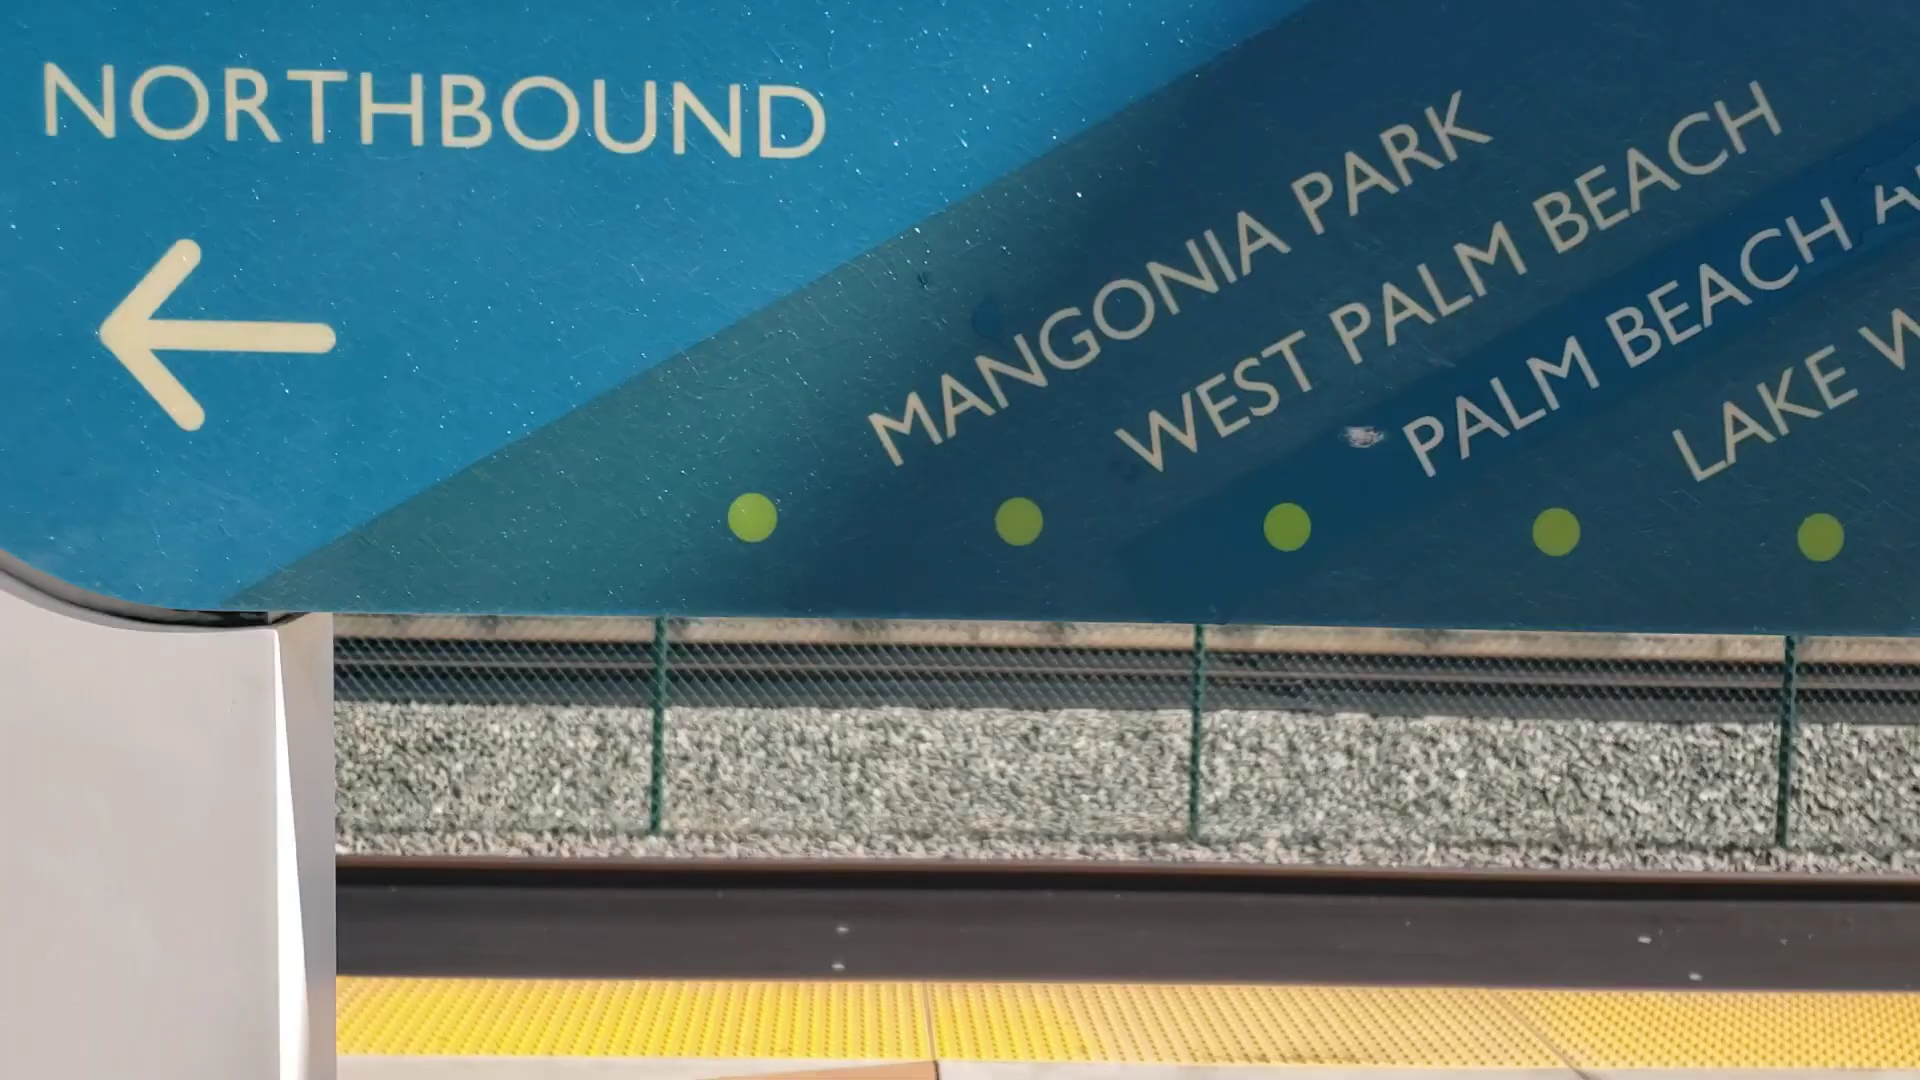 NORTHBOUND
MANGONIA PARK
WEST PALM BEACH
PALM BEACH
LAKE